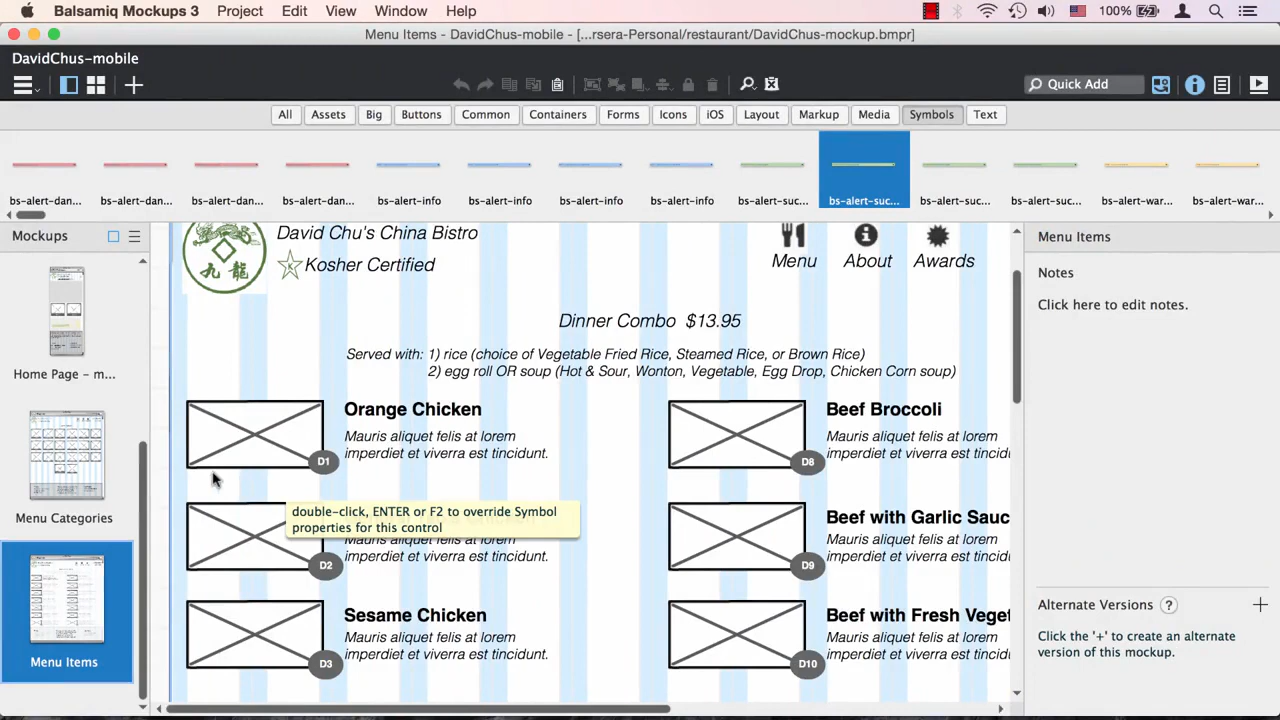 Balsamiq Mockups 3 Project Edit View Window Help 100%
Menu Items - DavidChus-mobile - [...rsera-Personal/restaurant/DavidChus-mockup.bmpr]
DavidChus-mobile
Quick Add
All Assets Big Buttons Common Containers Forms Icons iOS Layout Markup Media Symbols Text
bs-alert-dan... bs-alert-dan... bs-alert-dan... bs-alert-dan... bs-alert-info bs-alert-info bs-alert-info bs-alert-info bs-alert-suc... bs-alert-suc... bs-alert-suc... bs-alert-suc... bs-alert-war... bs-alert-war...
Mockups
Home Page - m...
Menu Categories
Menu Items
九龍
David Chu's China Bistro
Kosher Certified
Menu About Awards
Dinner Combo $13.95
Served with: 1) rice (choice of Vegetable Fried Rice, Steamed Rice, or Brown Rice)
2) egg roll OR soup (Hot & Sour, Wonton, Vegetable, Egg Drop, Chicken Corn soup)
Orange Chicken
Mauris aliquet felis at lorem
imperdiet et viverra est tincidunt.
D1
double-click, ENTER or F2 to override Symbol
properties for this control
imperdiet et viverra est tincidunt.
D2
Sesame Chicken
Mauris aliquet felis at lorem
imperdiet et viverra est tincidunt.
D3
Beef Broccoli
Mauris aliquet felis at lorem
imperdiet et viverra est tincid
D8
Beef with Garlic Sauc
Mauris aliquet felis at lorem
imperdiet et viverra est tincid
D9
Beef with Fresh Veget
Mauris aliquet felis at lorem
imperdiet et viverra est tincid
D10
Menu Items
Notes
Click here to edit notes.
Alternate Versions ?
Click the '+' to create an alternate
version of this mockup.